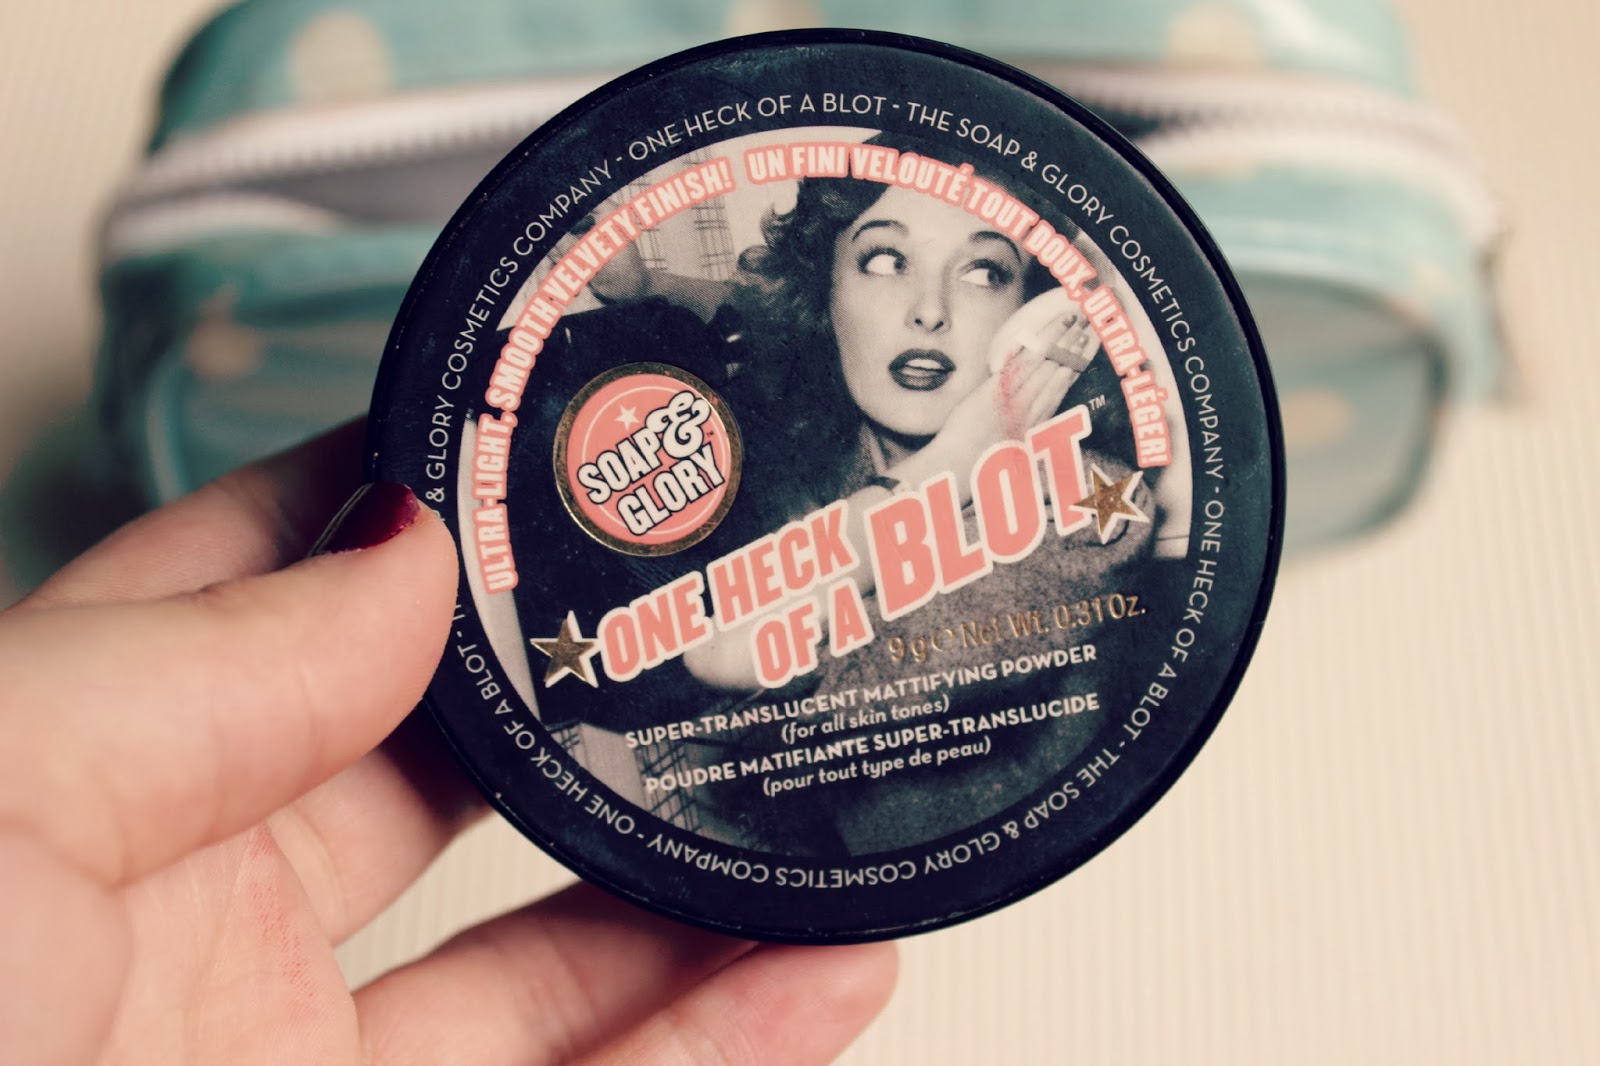 ONE HECK OF A BLOT - THE SOAP & GLORY COSMETICS COMPANY - ONE HECK OF A BLOT - THE SOAP & GLORY COSMETICS COMPANY - ONE HECK OF A BLOT - & GLORY COSMETICS COMPANY -
ULTRA-LIGHT, SMOOTH VELVETY FINISH! UN FINI VELOUTÉ TOUT DOUX, ULTRA-LÉGER!
SOAP &
GLORY™
ONE HECK
OF A BLOT™
9 g ℮ Net Wt. 0.31 Oz.
SUPER-TRANSLUCENT MATTIFYING POWDER
(for all skin tones)
POUDRE MATIFIANTE SUPER-TRANSLUCIDE
(pour tout type de peau)